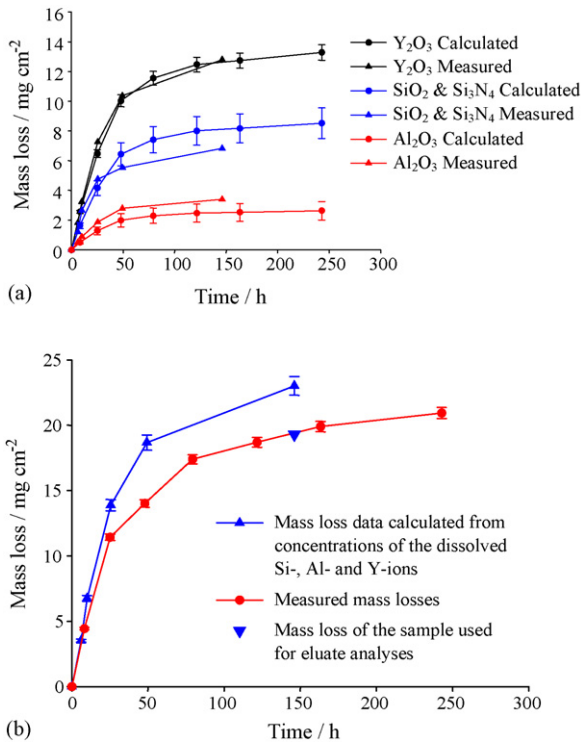 16
14
12
10
8
6
4
2
0
Mass loss / mg cm⁻²
Y₂O₃ Calculated
Y₂O₃ Measured
SiO₂ & Si₃N₄ Calculated
SiO₂ & Si₃N₄ Measured
Al₂O₃ Calculated
Al₂O₃ Measured
0 50 100 150 200 250 300
(a)
Time / h
25
20
15
10
5
0
Mass loss / mg cm⁻²
Mass loss data calculated from
concentrations of the dissolved
Si-, Al- and Y-ions
Measured mass losses
Mass loss of the sample used
for eluate analyses
0 50 100 150 200 250 300
(b)
Time / h